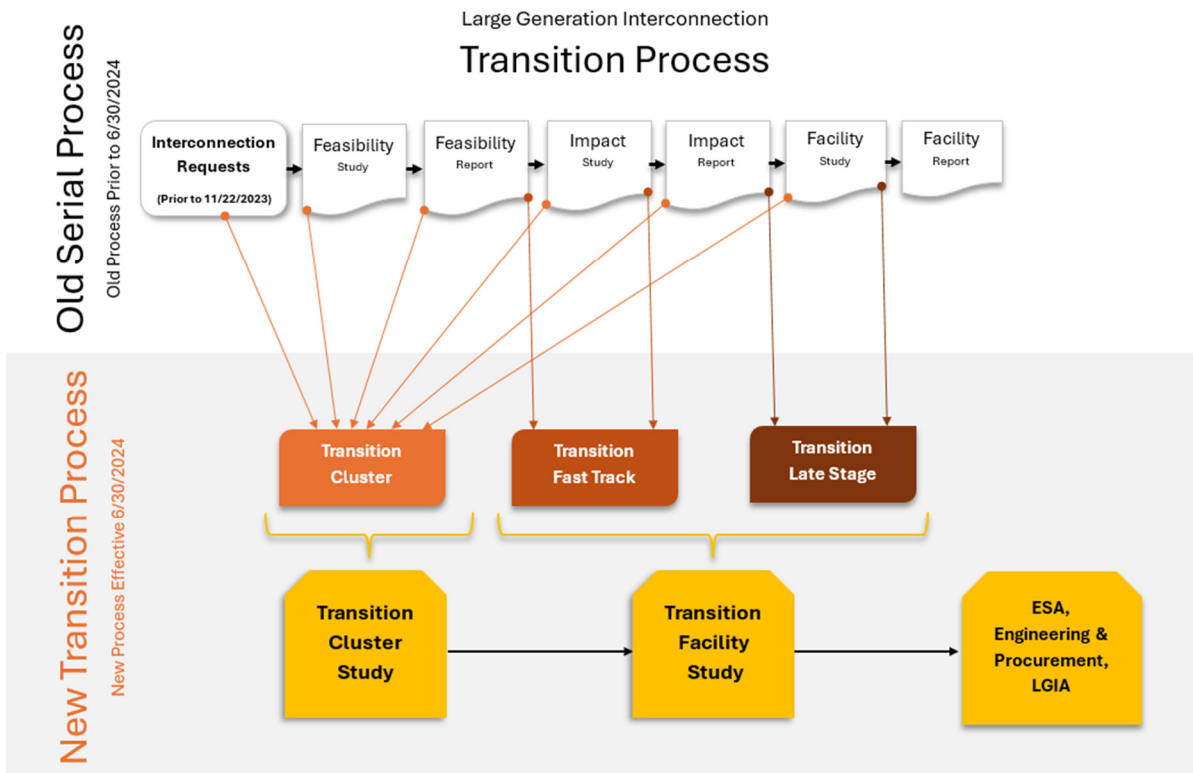 Large Generation Interconnection
Transition Process
Old Serial Process
Old Process Prior to 6/30/2024
Interconnection
Requests
(Prior to 11/22/2023)
Feasibility
Study
Feasibility
Report
Impact
Study
Impact
Report
Facility
Study
Facility
Report
New Transition Process
New Process Effective 6/30/2024
Transition
Cluster
Transition
Fast Track
Transition
Late Stage
Transition
Cluster
Study
Transition
Facility
Study
ESA,
Engineering &
Procurement,
LGIA